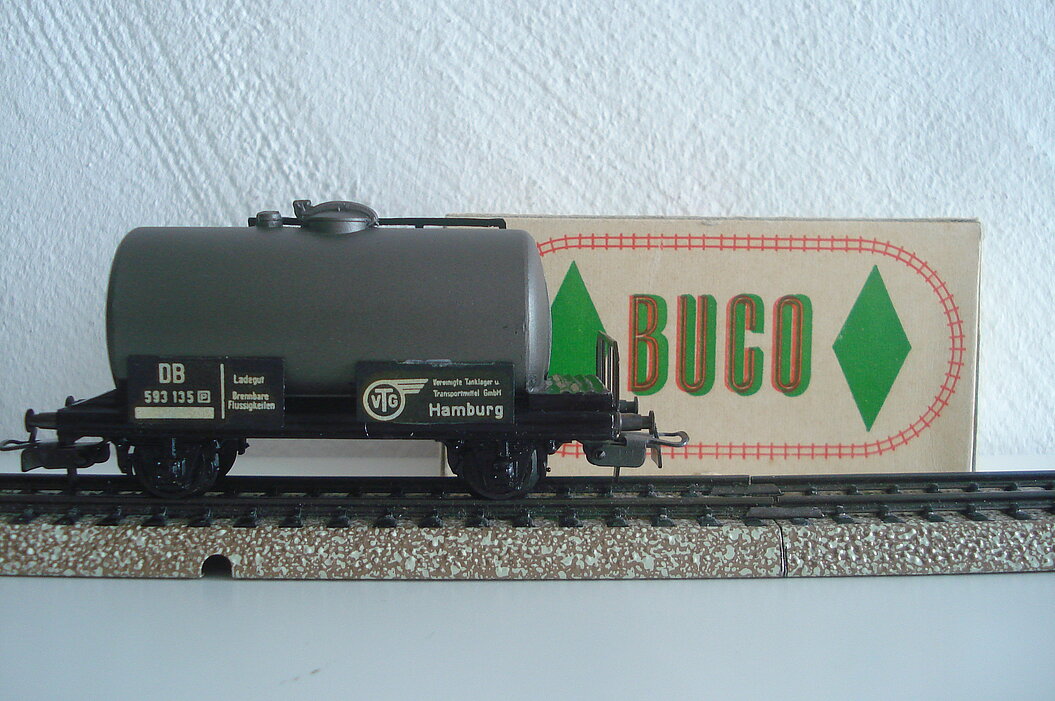 DB
593 135 P
Ladegut
Brennbare
Flüssigkeiten
VTG
Vereinigte Tanklager u.
Transportmittel GmbH
Hamburg
BUCO